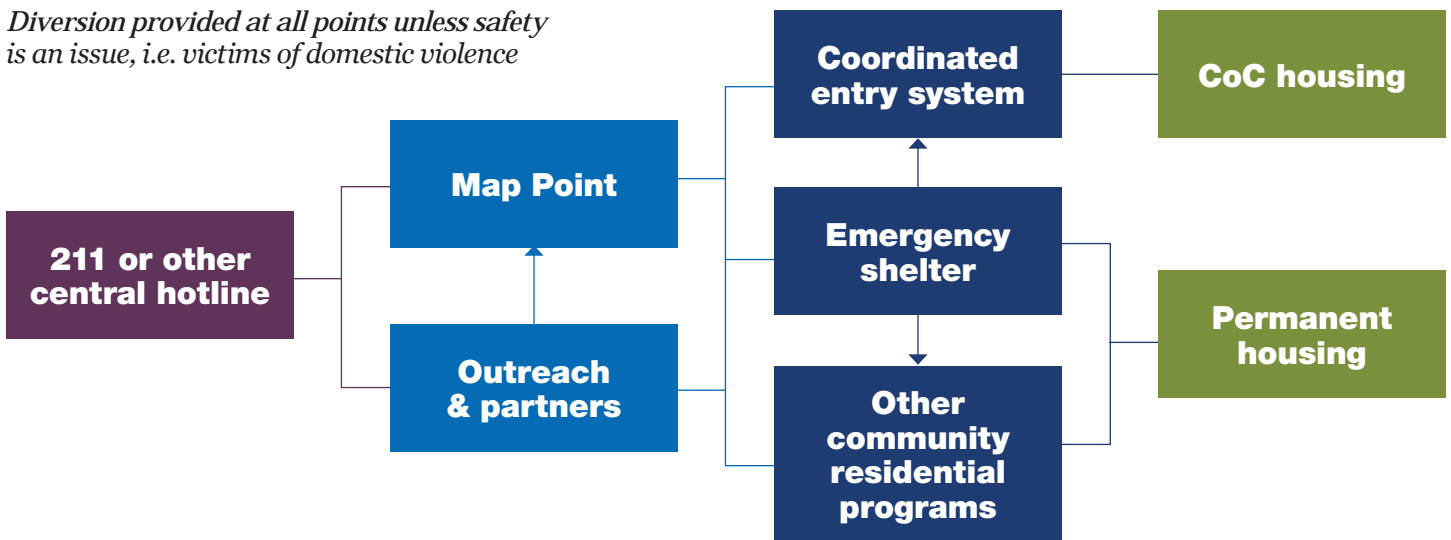 Diversion provided at all points unless safety
is an issue, i.e. victims of domestic violence
211 or other
central hotline
Map Point
Outreach
& partners
Coordinated
entry system
Emergency
shelter
Other
community
residential
programs
CoC housing
Permanent
housing